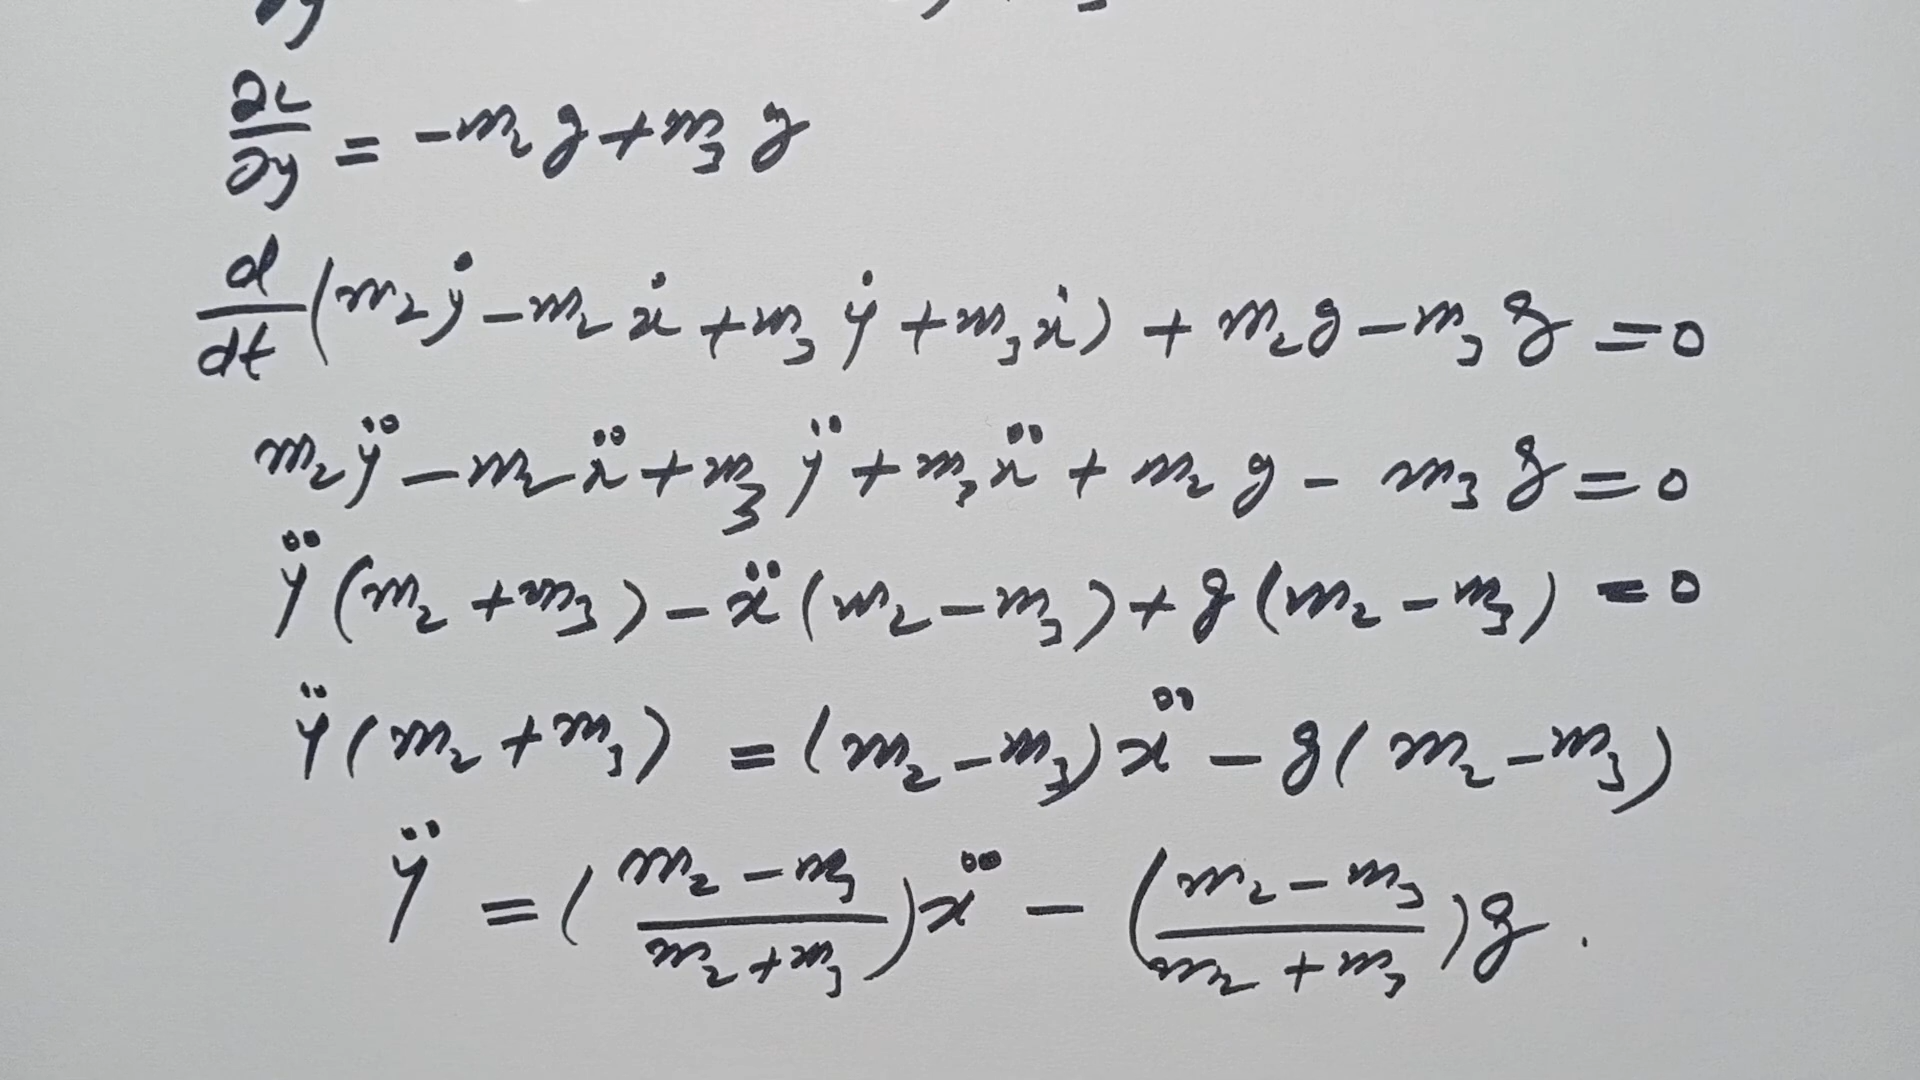 ∂L/∂y = -m₂g + m₃g
d/dt (m₂ẏ - m₂ẋ + m₃ẏ + m₃ẋ) + m₂g - m₃g = 0
m₂ÿ - m₂ẍ + m₃ÿ + m₃ẍ + m₂g - m₃g = 0
ÿ(m₂ + m₃) - ẍ(m₂ - m₃) + g(m₂ - m₃) = 0
ÿ(m₂ + m₃) = (m₂ - m₃)ẍ - g(m₂ - m₃)
ÿ = ((m₂ - m₃)/(m₂ + m₃))ẍ - ((m₂ - m₃)/(m₂ + m₃))g.